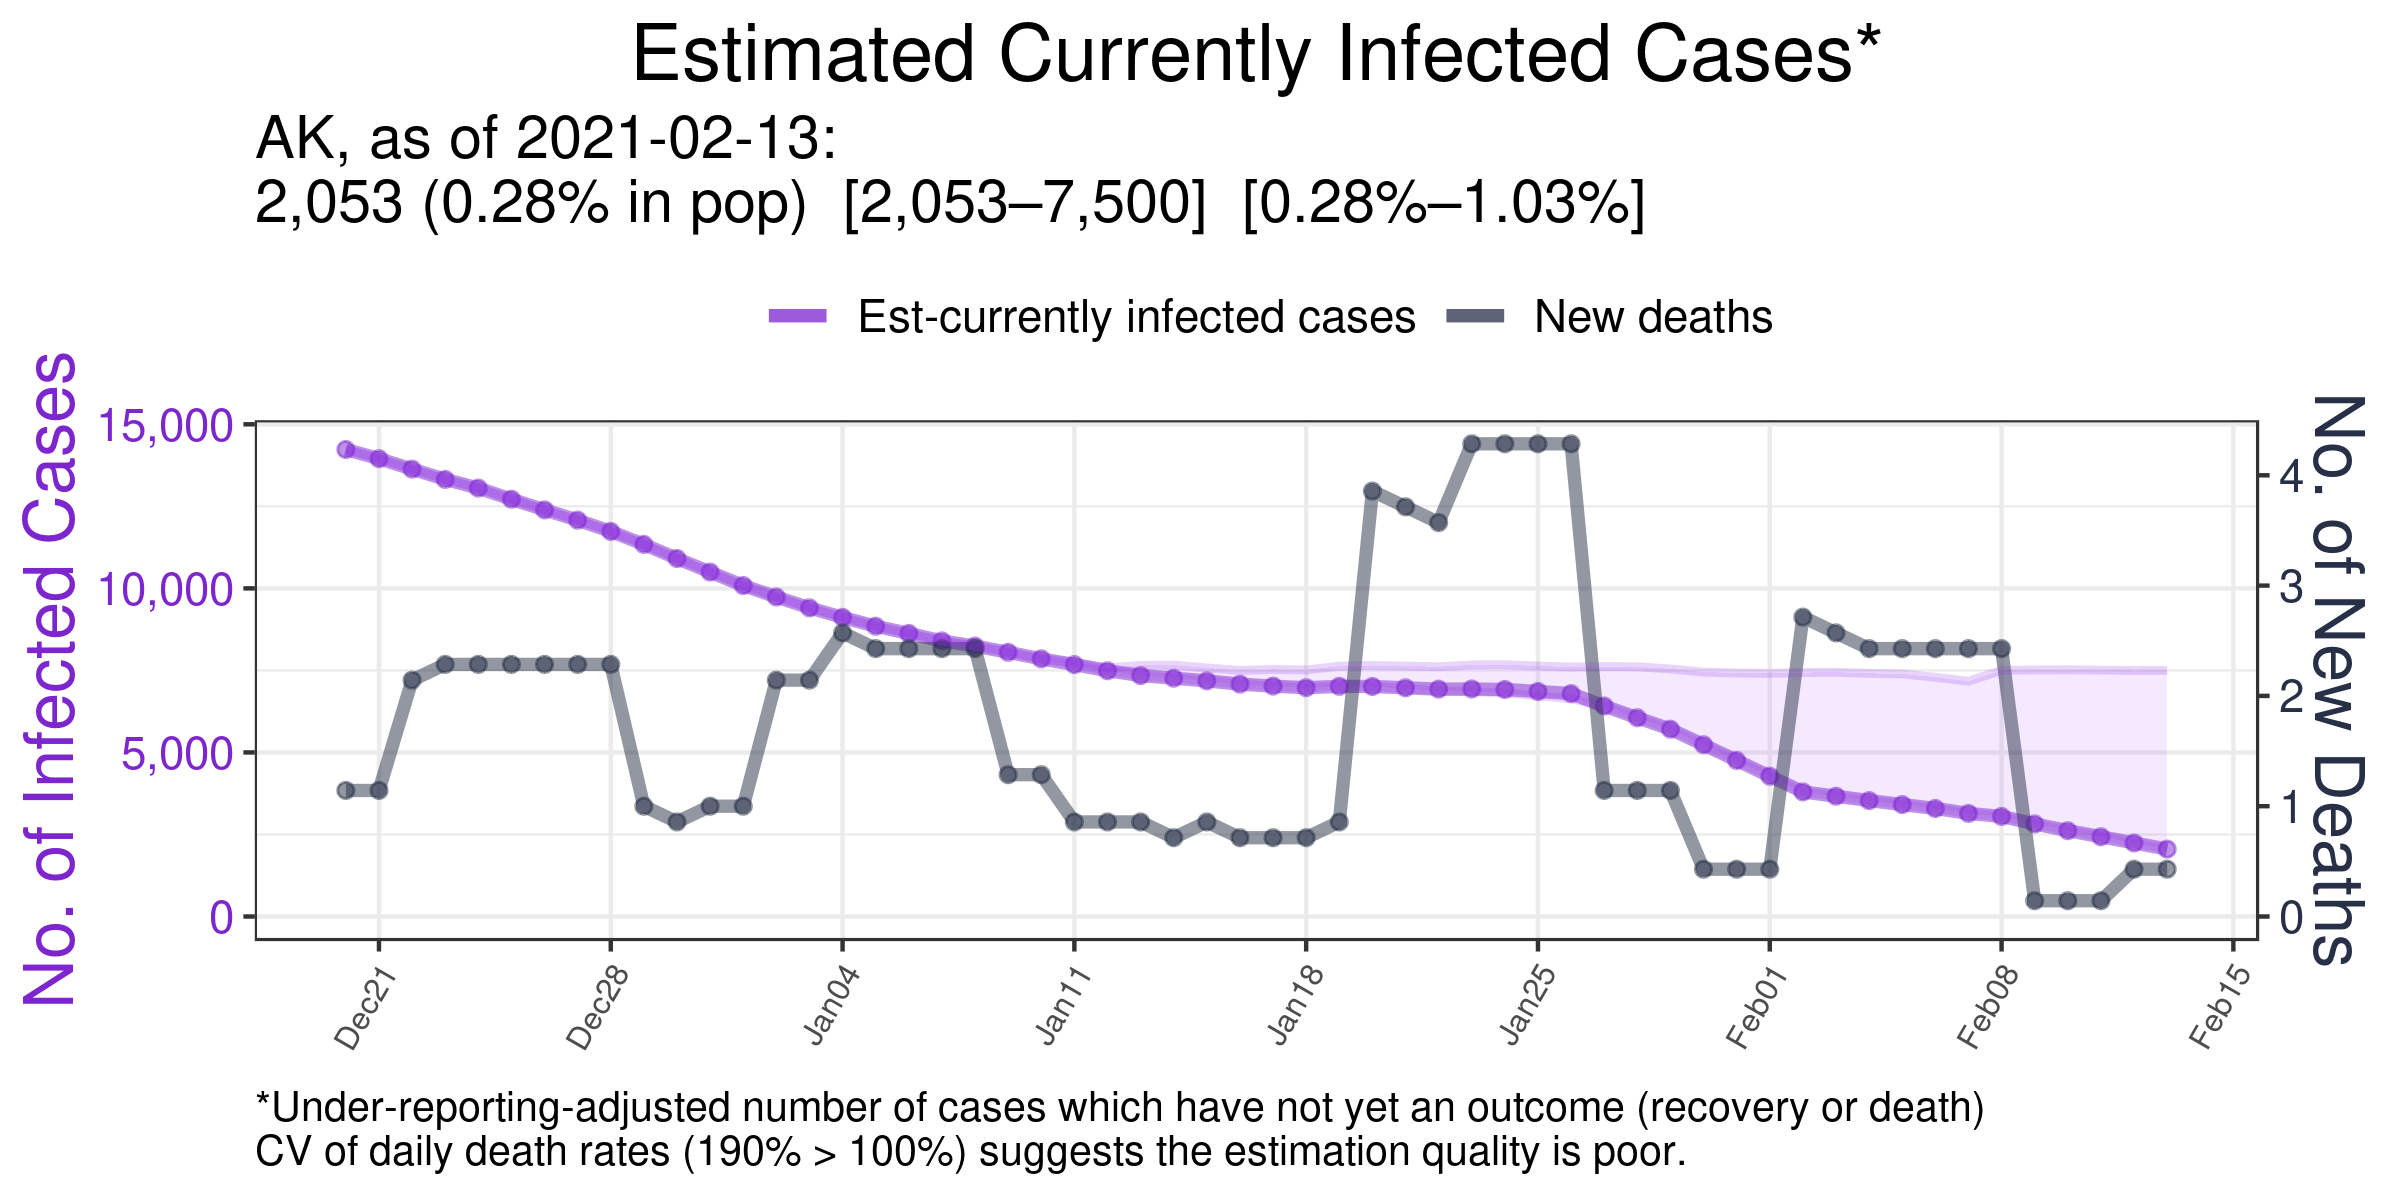 Estimated Currently Infected Cases*
AK, as of 2021-02-13:
2,053 (0.28% in pop)  [2,053–7,500]  [0.28%–1.03%]
Est-currently infected cases
New deaths
No. of Infected Cases
15,000
10,000
5,000
0
No. of New Deaths
4
3
2
1
0
Dec21
Dec28
Jan04
Jan11
Jan18
Jan25
Feb01
Feb08
Feb15
*Under-reporting-adjusted number of cases which have not yet an outcome (recovery or death)
CV of daily death rates (190% > 100%) suggests the estimation quality is poor.